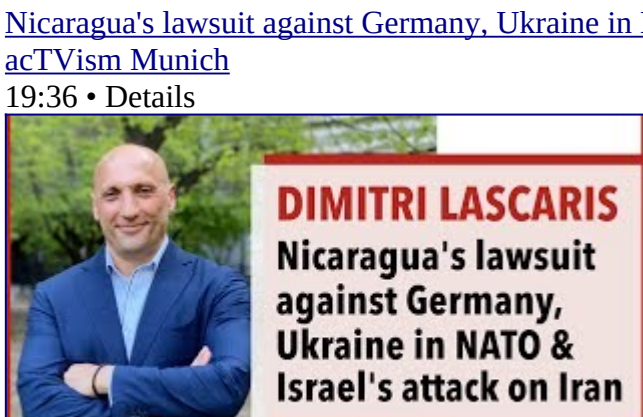 Nicaragua's lawsuit against Germany, Ukraine in
acTVism Munich
19:36 • Details
DIMITRI LASCARIS
Nicaragua's lawsuit
against Germany,
Ukraine in NATO &
Israel's attack on Iran